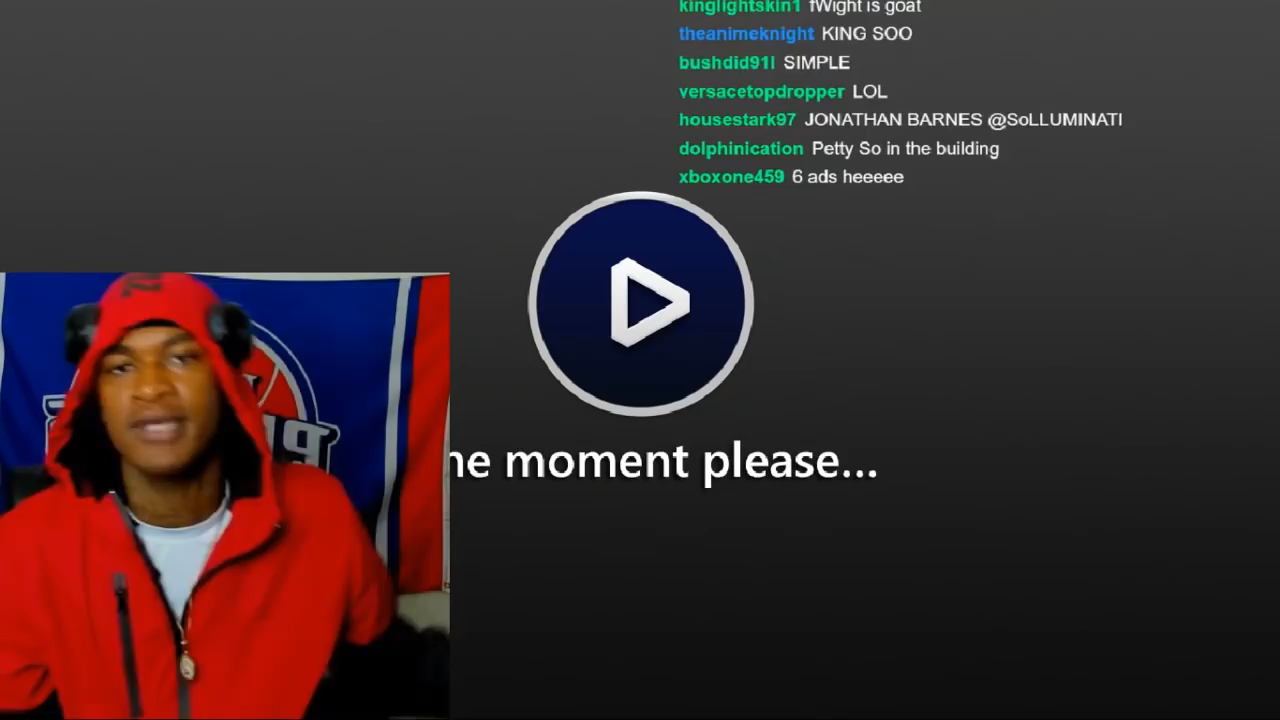 kinglightskin1 fWight is goat
theanimeknight KING SOO
bushdid91l SIMPLE
versacetopdropper LOL
housestark97 JONATHAN BARNES @SoLLUMINATI
dolphinication Petty So in the building
xboxone459 6 ads heeeee
ne moment please...